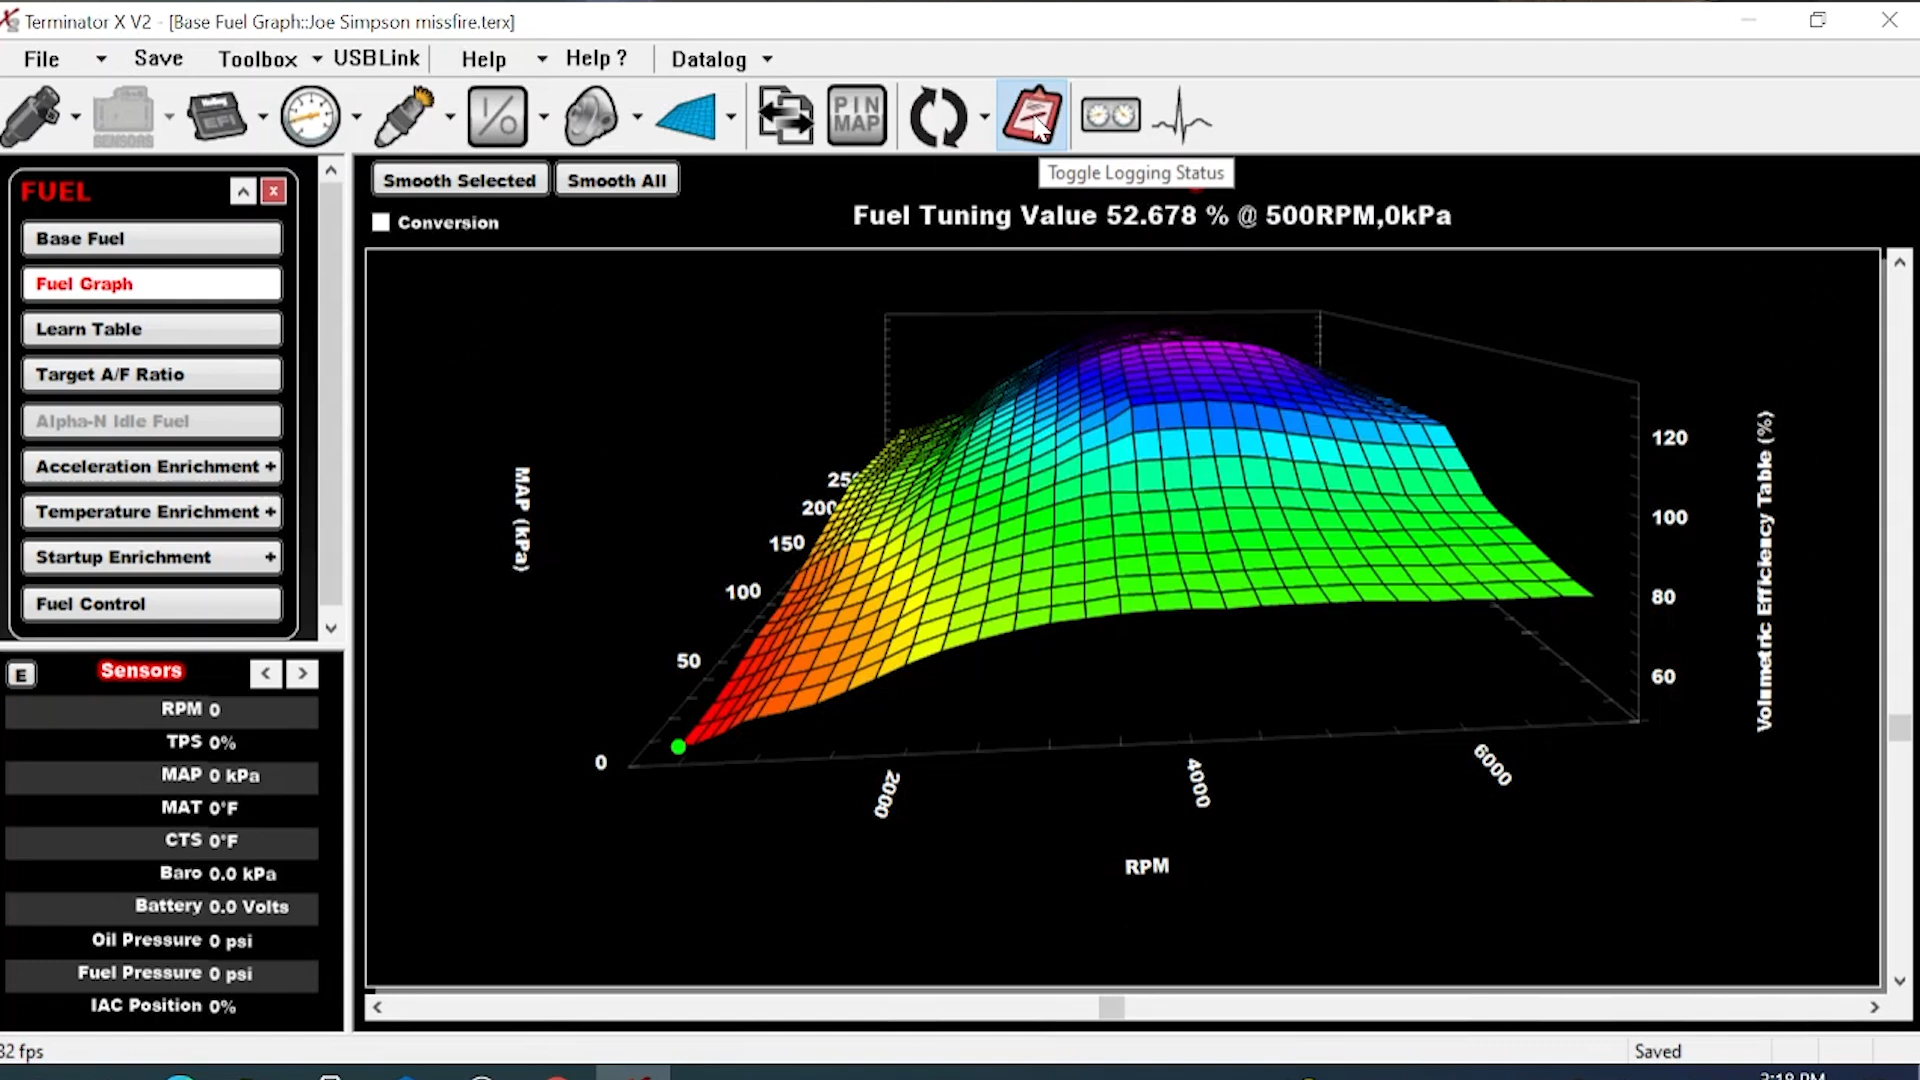 Terminator X V2 - [Base Fuel Graph::Joe Simpson missfire.terx]
File Save Toolbox USBLink Help Help ? Datalog
SENSORS EFI I/O PIN MAP
Toggle Logging Status
Smooth Selected Smooth All
Conversion
Fuel Tuning Value 52.678 % @ 500RPM,0kPa
FUEL
Base Fuel
Fuel Graph
Learn Table
Target A/F Ratio
Alpha-N Idle Fuel
Acceleration Enrichment +
Temperature Enrichment +
Startup Enrichment +
Fuel Control
E Sensors < >
RPM 0
TPS 0%
MAP 0 kPa
MAT 0°F
CTS 0°F
Baro 0.0 kPa
Battery 0.0 Volts
Oil Pressure 0 psi
Fuel Pressure 0 psi
IAC Position 0%
MAP (kPa)
250
200
150
100
50
0
2000
4000
6000
RPM
120
100
80
60
Volumetric Efficiency Table (%)
32 fps
Saved
3:18 PM